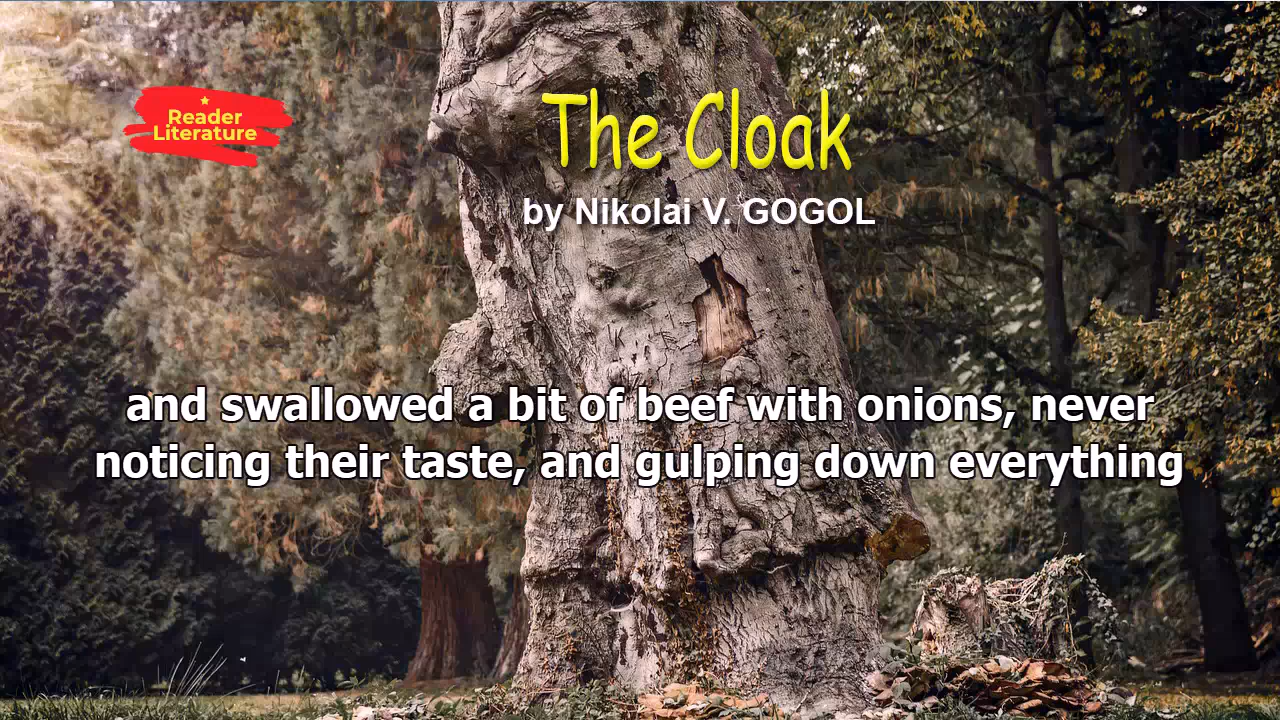 Reader
Literature
The Cloak
by Nikolai V. GOGOL
and swallowed a bit of beef with onions, never
noticing their taste, and gulping down everything